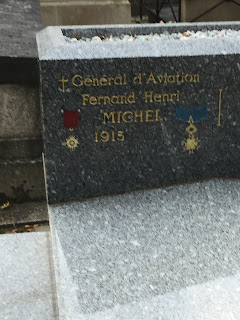 Général d'Aviation
Fernand Henri
MICHEL
1915